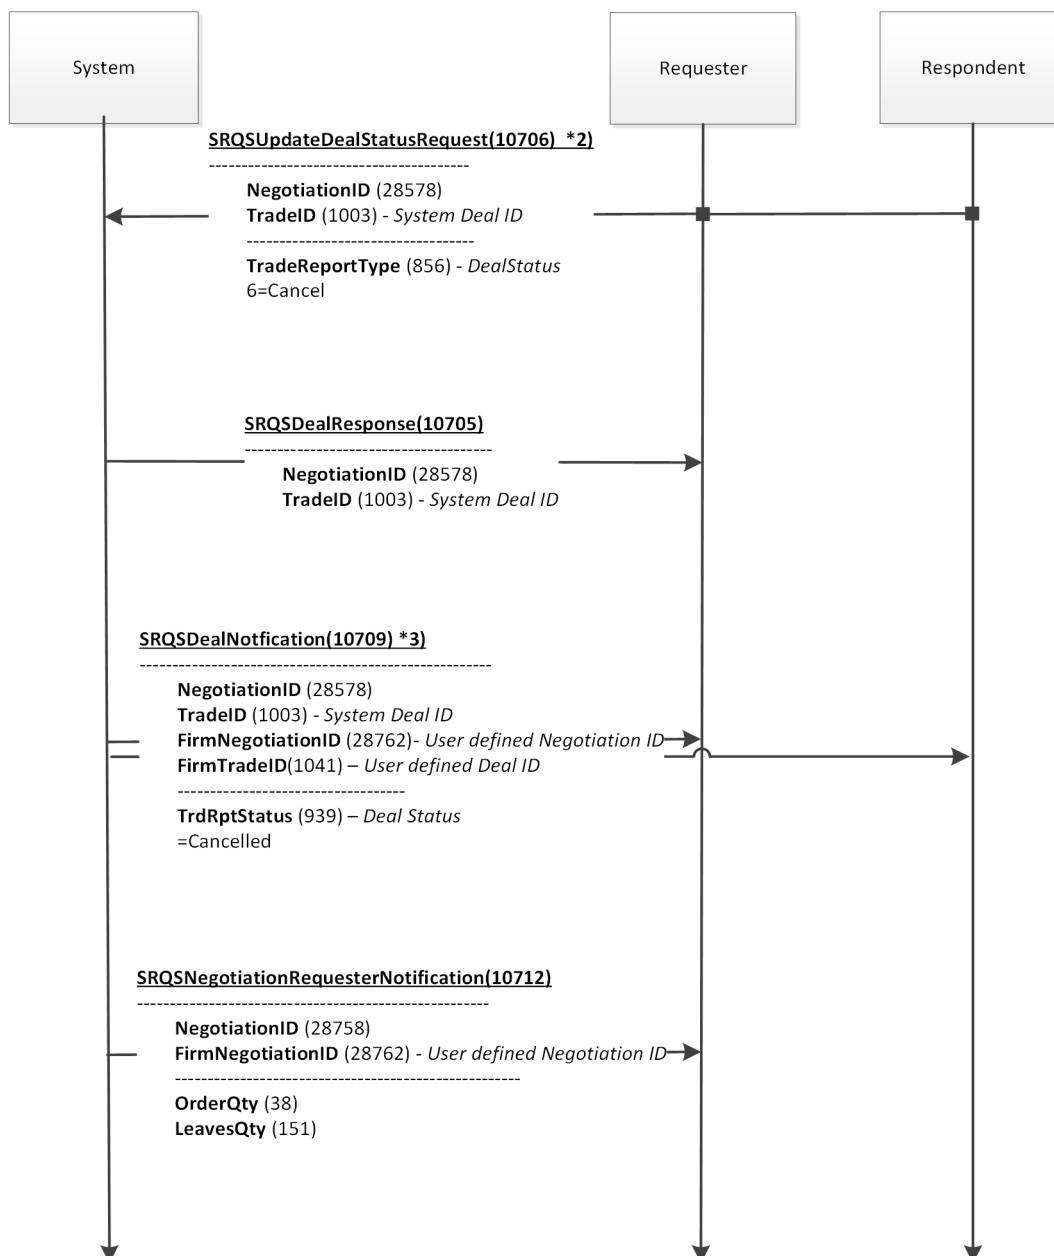 System
Requester
Respondent
SRQSUpdateDealStatusRequest(10706) *2)
----------------------------------------
NegotiationID (28578)
TradeID (1003) - System Deal ID
-----------------------------------
TradeReportType (856) - DealStatus
6=Cancel
SRQSDealResponse(10705)
--------------------------------------
NegotiationID (28578)
TradeID (1003) - System Deal ID
SRQSDealNotfication(10709) *3)
------------------------------------------------------
NegotiationID (28578)
TradeID (1003) - System Deal ID
FirmNegotiationID (28762)- User defined Negotiation ID
FirmTradeID(1041) – User defined Deal ID
-----------------------------------
TrdRptStatus (939) – Deal Status
=Cancelled
SRQSNegotiationRequesterNotification(10712)
------------------------------------------------------
NegotiationID (28758)
FirmNegotiationID (28762) - User defined Negotiation ID
-----------------------------------------------------
OrderQty (38)
LeavesQty (151)